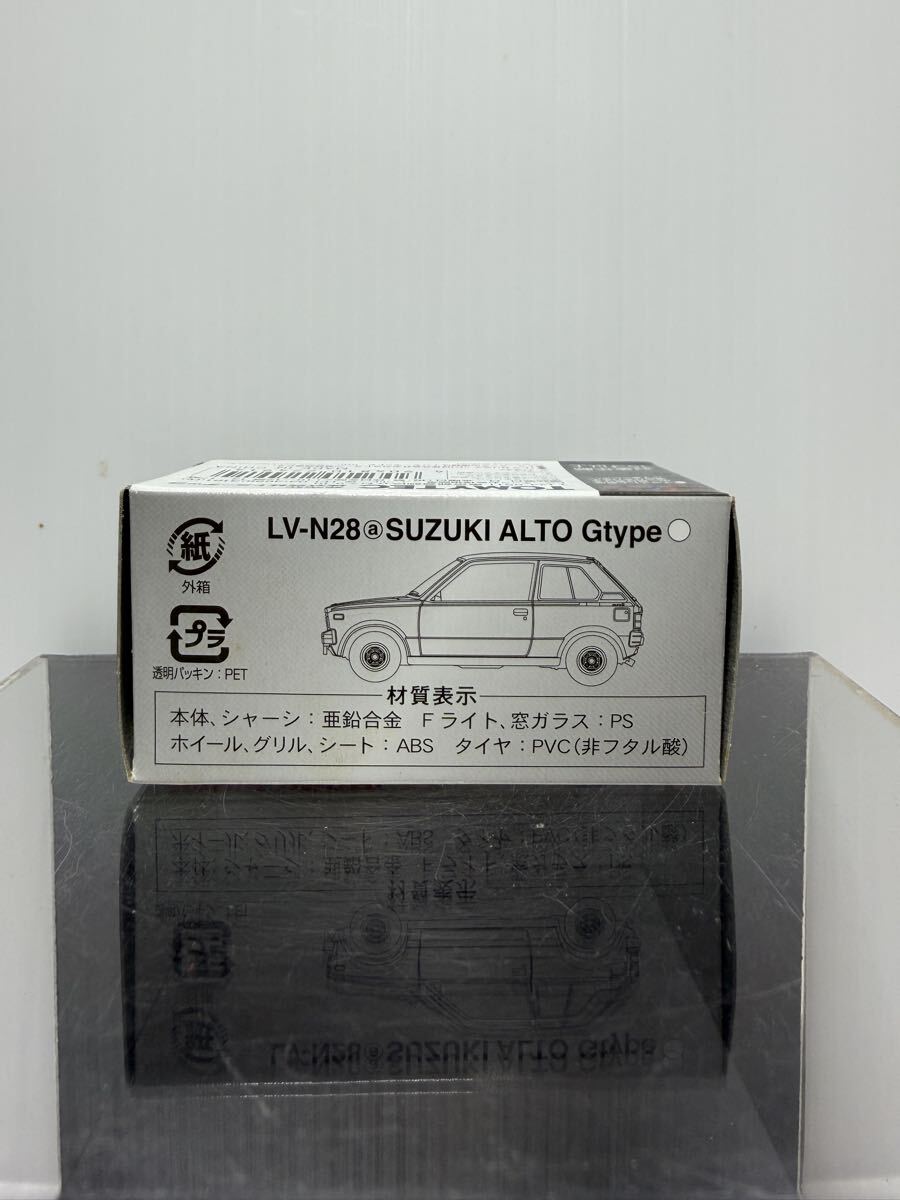 TOMYTEC
LV-N28ⓐSUZUKI ALTO Gtype○
紙
外箱
プラ
透明パッキン：PET
材質表示
本体、シャーシ：亜鉛合金 Fライト、窓ガラス：PS
ホイール、グリル、シート：ABS タイヤ：PVC（非フタル酸）